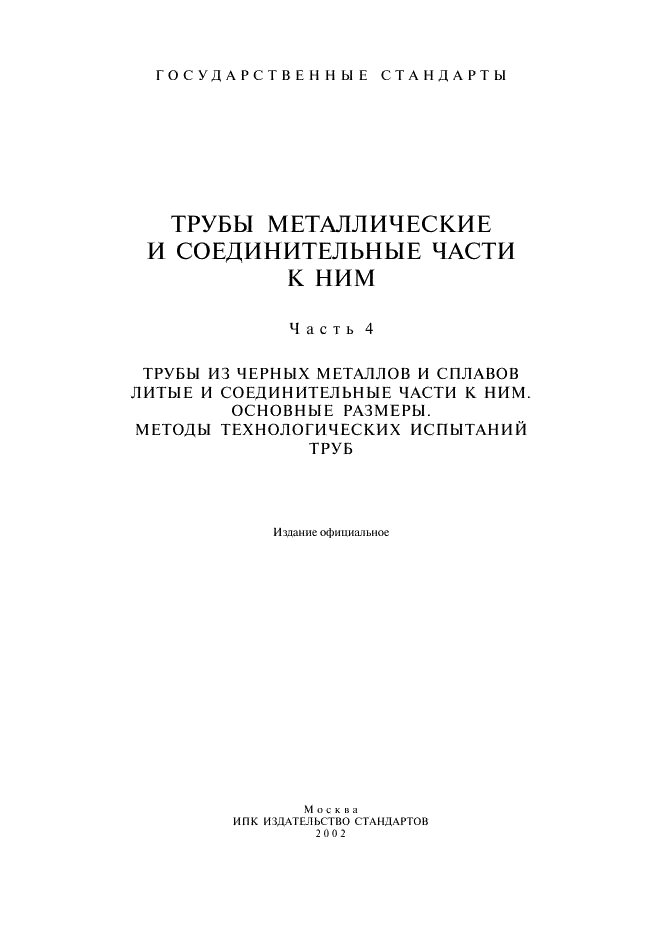 ГОСУДАРСТВЕННЫЕ СТАНДАРТЫ
ТРУБЫ МЕТАЛЛИЧЕСКИЕ
И СОЕДИНИТЕЛЬНЫЕ ЧАСТИ
К НИМ
Часть 4
ТРУБЫ ИЗ ЧЕРНЫХ МЕТАЛЛОВ И СПЛАВОВ
ЛИТЫЕ И СОЕДИНИТЕЛЬНЫЕ ЧАСТИ К НИМ.
ОСНОВНЫЕ РАЗМЕРЫ.
МЕТОДЫ ТЕХНОЛОГИЧЕСКИХ ИСПЫТАНИЙ
ТРУБ
Издание официальное
Москва
ИПК ИЗДАТЕЛЬСТВО СТАНДАРТОВ
2002